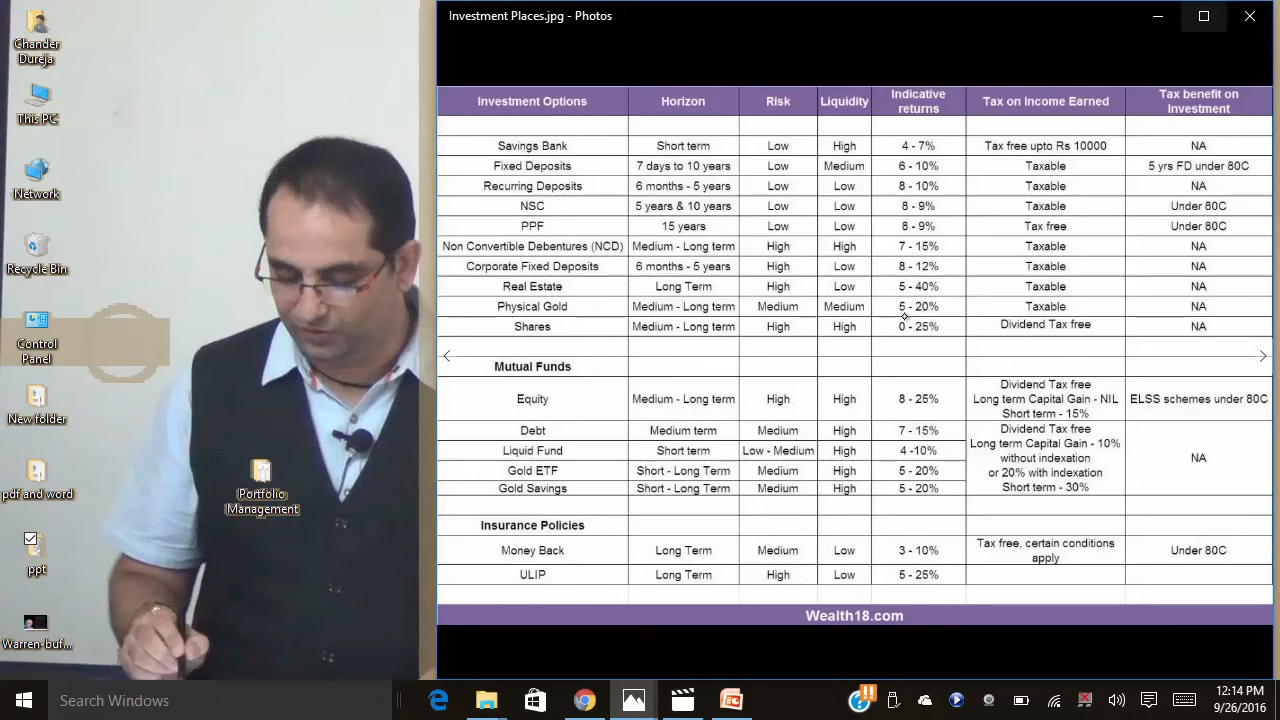 Chander
Dureja
This PC
Network
Recycle Bin
Control
Panel
New folder
pdf and word
Portfolio
Management
ppt
Warren-buf...
Investment Places.jpg - Photos
Investment Options Horizon Risk Liquidity Indicative returns Tax on Income Earned Tax benefit on Investment
Savings Bank Short term Low High 4 - 7% Tax free upto Rs 10000 NA
Fixed Deposits 7 days to 10 years Low Medium 6 - 10% Taxable 5 yrs FD under 80C
Recurring Deposits 6 months - 5 years Low Low 8 - 10% Taxable NA
NSC 5 years & 10 years Low Low 8 - 9% Taxable Under 80C
PPF 15 years Low Low 8 - 9% Tax free Under 80C
Non Convertible Debentures (NCD) Medium - Long term High High 7 - 15% Taxable NA
Corporate Fixed Deposits 6 months - 5 years High Low 8 - 12% Taxable NA
Real Estate Long Term High Low 5 - 40% Taxable NA
Physical Gold Medium - Long term Medium Medium 5 - 20% Taxable NA
Shares Medium - Long term High High 0 - 25% Dividend Tax free NA
Mutual Funds
Equity Medium - Long term High High 8 - 25% Dividend Tax free
Long term Capital Gain - NIL
Short term - 15%
ELSS schemes under 80C
Debt Medium term Medium High 7 - 15% Dividend Tax free
Liquid Fund Short term Low - Medium High 4 -10% Long term Capital Gain - 10%
without indexation
NA
Gold ETF Short - Long Term Medium High 5 - 20% or 20% with indexation
Gold Savings Short - Long Term Medium High 5 - 20% Short term - 30%
Insurance Policies
Money Back Long Term Medium Low 3 - 10% Tax free, certain conditions apply Under 80C
ULIP Long Term High Low 5 - 25%
Wealth18.com
Search Windows
12:14 PM
9/26/2016